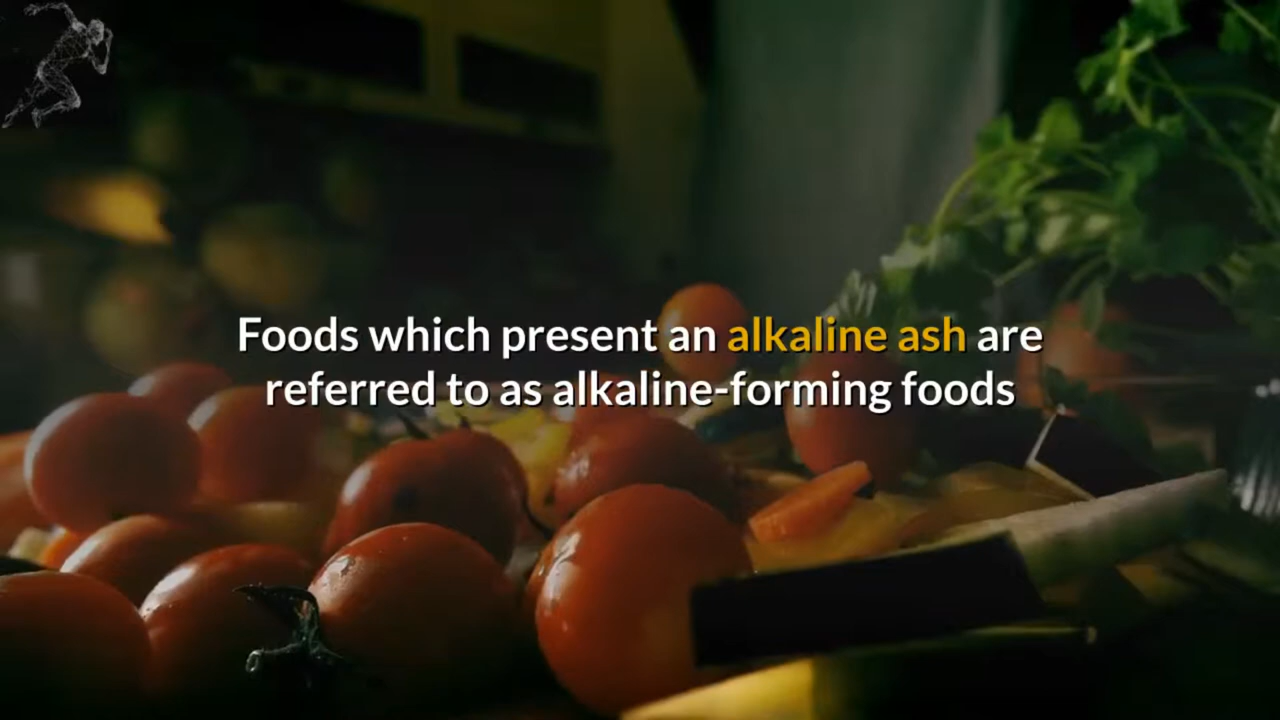 Foods which present an alkaline ash are
referred to as alkaline-forming foods